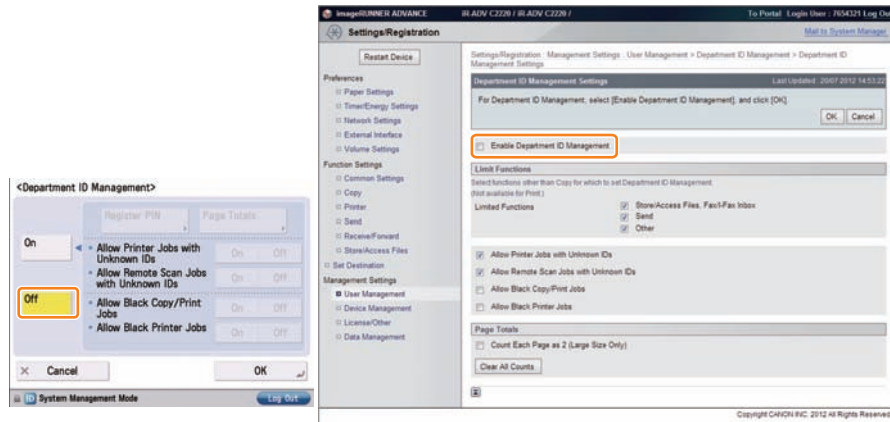 <Department ID Management>
Register PIN
Page Totals
On
Allow Printer Jobs with
Unknown IDs
On Off
Allow Remote Scan Jobs
with Unknown IDs
On Off
Off
Allow Black Copy/Print
Jobs
On Off
Allow Black Printer Jobs
On Off
Cancel
OK
ID System Management Mode
Log Out
imageRUNNER ADVANCE
iR-ADV C2220 / iR-ADV C2220 /
To Portal Login User : 7654321 Log Ou
Settings/Registration
Mail to System Manager
Restart Device
Preferences
Paper Settings
Timer/Energy Settings
Network Settings
External Interface
Volume Settings
Function Settings
Common Settings
Copy
Printer
Send
Receive/Forward
Store/Access Files
Set Destination
Management Settings
User Management
Device Management
License/Other
Data Management
Settings/Registration : Management Settings : User Management > Department ID Management > Department ID
Management Settings
Department ID Management Settings
Last Updated : 20/07 2012 14:53:22
For Department ID Management, select [Enable Department ID Management], and click [OK].
OK Cancel
Enable Department ID Management
Limit Functions
Select functions other than Copy for which to set Department ID Management.
(Not available for Print.)
Limited Functions
Store/Access Files, Fax/I-Fax Inbox
Send
Other
Allow Printer Jobs with Unknown IDs
Allow Remote Scan Jobs with Unknown IDs
Allow Black Copy/Print Jobs
Allow Black Printer Jobs
Page Totals
Count Each Page as 2 (Large Size Only)
Clear All Counts
Copyright CANON INC. 2012 All Rights Reserved